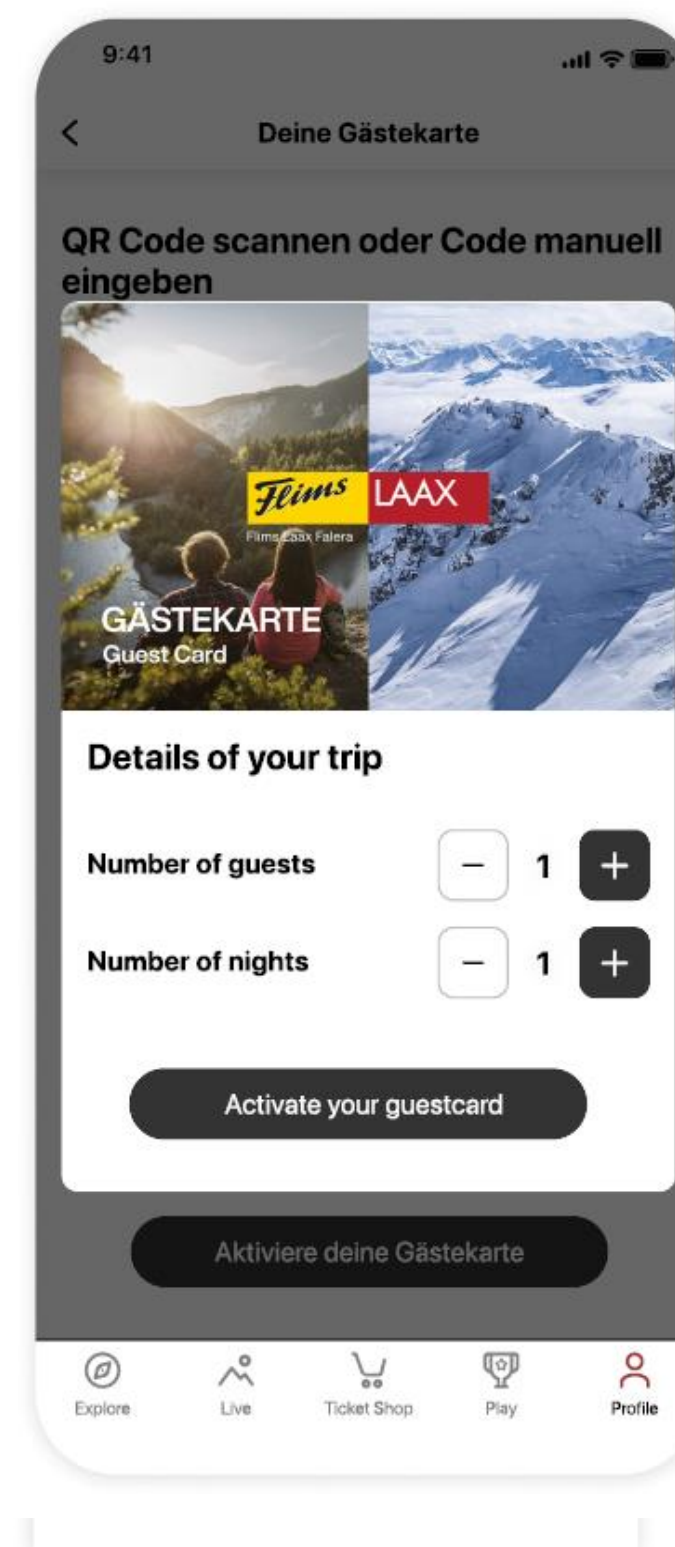 9:41
Deine Gästekarte
QR Code scannen oder Code manuell
eingeben
Flims LAAX
Flims Laax Falera
GÄSTEKARTE
Guest Card
Details of your trip
Number of guests − 1 +
Number of nights − 1 +
Activate your guestcard
Aktiviere deine Gästekarte
Explore Live Ticket Shop Play Profile